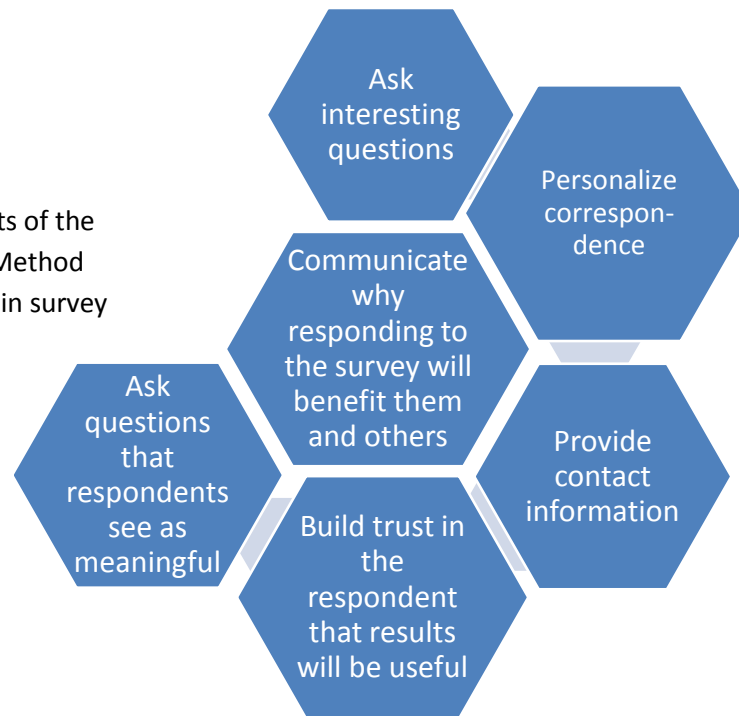 Ask
interesting
questions
Personalize
correspon-
dence
ts of the
Method
in survey
Communicate
why
responding to
the survey will
benefit them
and others
Ask
questions
that
respondents
see as
meaningful
Provide
contact
information
Build trust in
the
respondent
that results
will be useful